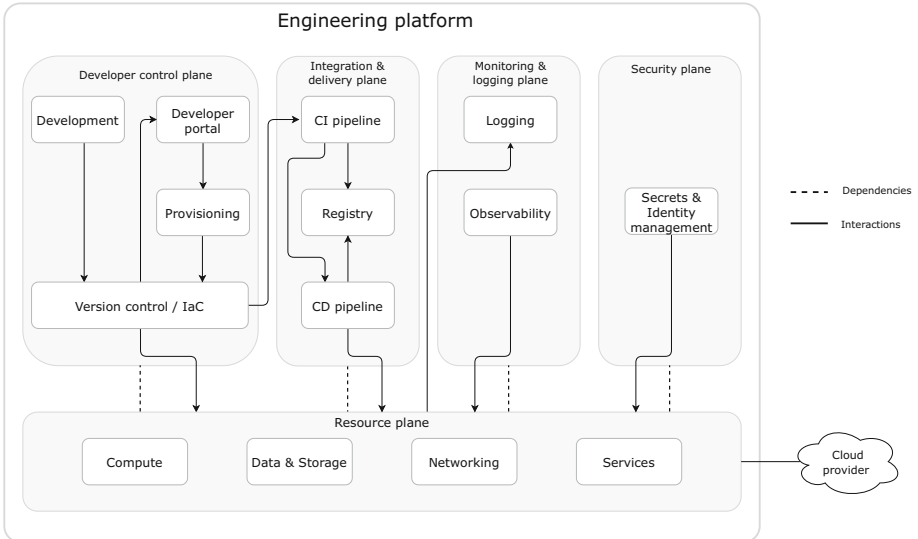 Engineering platform
Developer control plane
Integration &
delivery plane
Monitoring &
logging plane
Security plane
Development
Developer
portal
CI pipeline
Logging
Provisioning
Registry
Observability
Secrets &
Identity
management
Dependencies
Interactions
Version control / IaC
CD pipeline
Resource plane
Compute
Data & Storage
Networking
Services
Cloud
provider